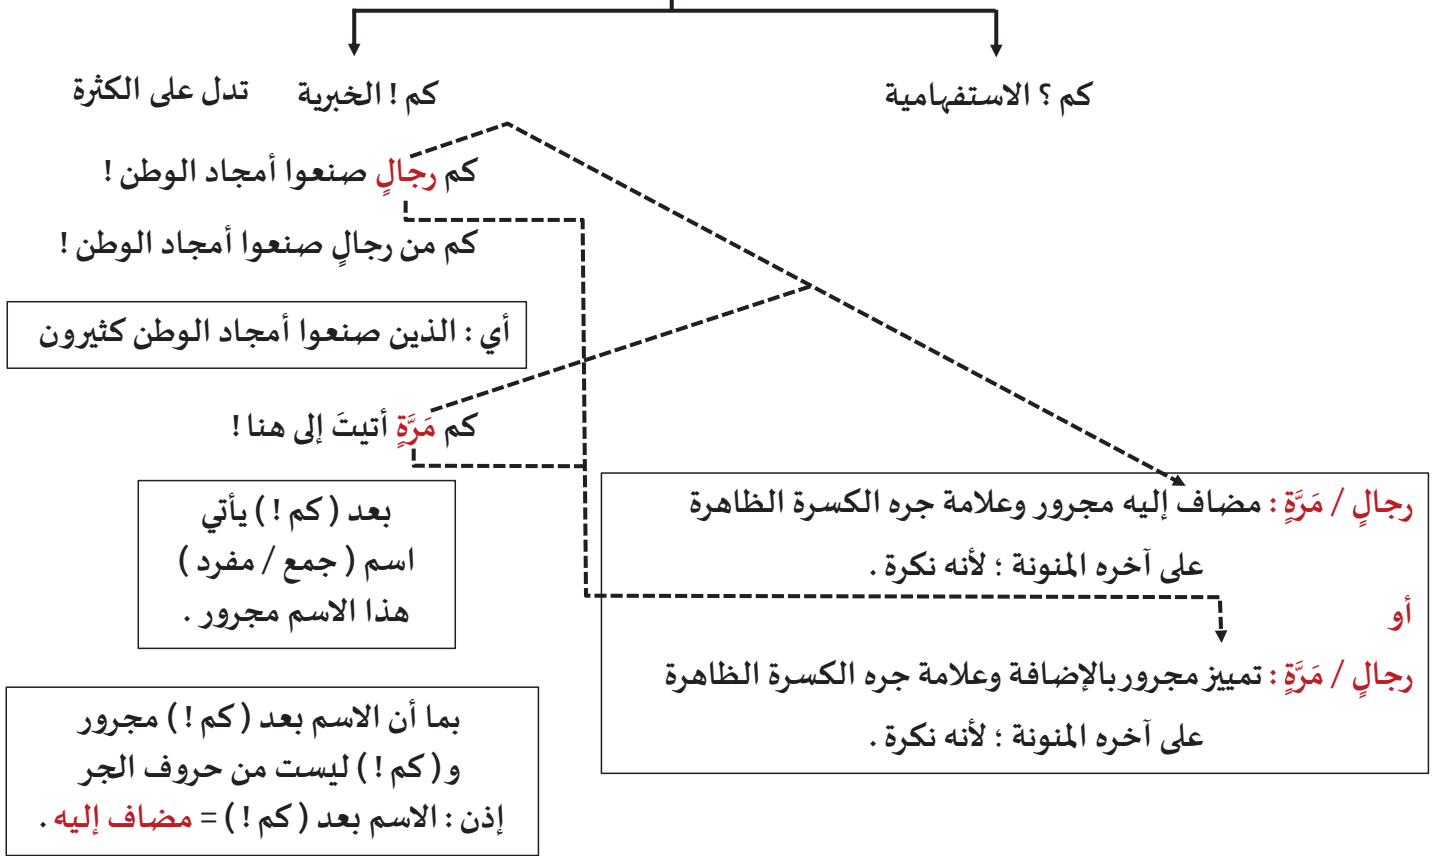 كم ؟ الاستفهامية
كم ! الخبرية تدل على الكثرة
كم رجالٍ صنعوا أمجاد الوطن !
كم من رجالٍ صنعوا أمجاد الوطن !
أي : الذين صنعوا أمجاد الوطن كثيرون
كم مَرَّةٍ أتيتَ إلى هنا !
بعد ( كم ! ) يأتي
اسم ( جمع / مفرد )
هذا الاسم مجرور .
بما أن الاسم بعد ( كم ! ) مجرور
و ( كم ! ) ليست من حروف الجر
إذن : الاسم بعد ( كم ! ) = مضاف إليه .
رجالٍ / مَرَّةٍ : مضاف إليه مجرور وعلامة جره الكسرة الظاهرة
على آخره المنونة ؛ لأنه نكرة .
أو
رجالٍ / مَرَّةٍ : تمييز مجرور بالإضافة وعلامة جره الكسرة الظاهرة
على آخره المنونة ؛ لأنه نكرة .